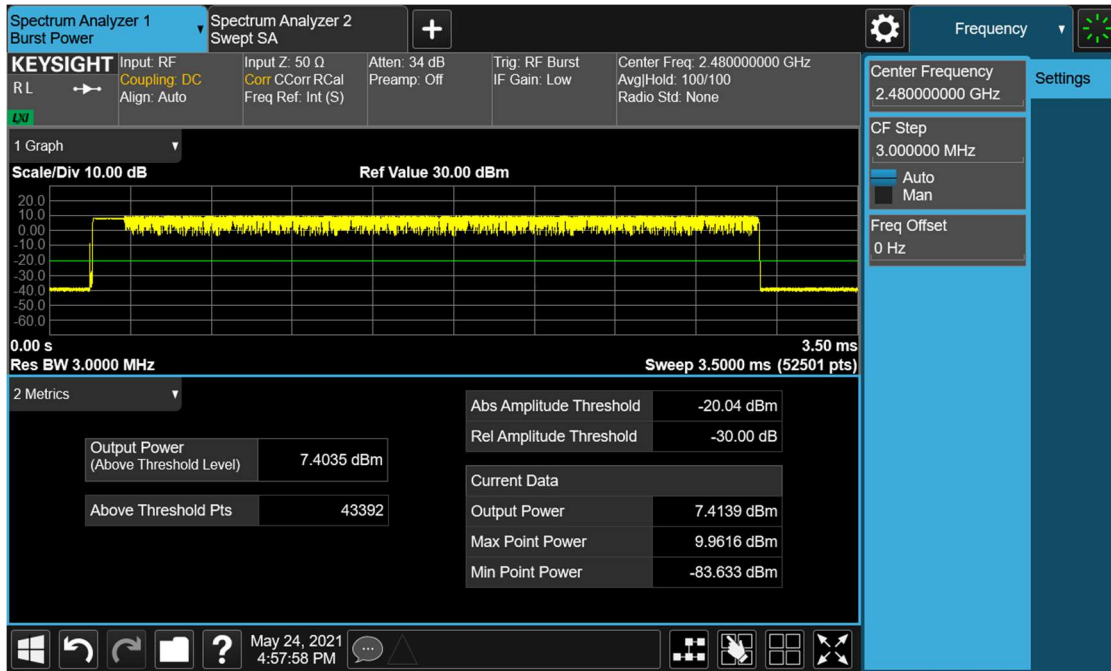 Spectrum Analyzer 1
Burst Power
Spectrum Analyzer 2
Swept SA
Frequency
KEYSIGHT
RL
LXI
Input: RF
Coupling: DC
Align: Auto
Input Z: 50 Ω
Corr CCorr RCal
Freq Ref: Int (S)
Atten: 34 dB
Preamp: Off
Trig: RF Burst
IF Gain: Low
Center Freq: 2.480000000 GHz
Avg|Hold: 100/100
Radio Std: None
Center Frequency
2.480000000 GHz
Settings
CF Step
3.000000 MHz
Auto
Man
Freq Offset
0 Hz
1 Graph
Scale/Div 10.00 dB
Ref Value 30.00 dBm
20.0
10.0
0.00
-10.0
-20.0
-30.0
-40.0
-50.0
-60.0
0.00 s
3.50 ms
Res BW 3.0000 MHz
Sweep 3.5000 ms (52501 pts)
2 Metrics
Output Power
(Above Threshold Level)
7.4035 dBm
Above Threshold Pts
43392
Abs Amplitude Threshold
-20.04 dBm
Rel Amplitude Threshold
-30.00 dB
Current Data
Output Power
7.4139 dBm
Max Point Power
9.9616 dBm
Min Point Power
-83.633 dBm
?
May 24, 2021
4:57:58 PM